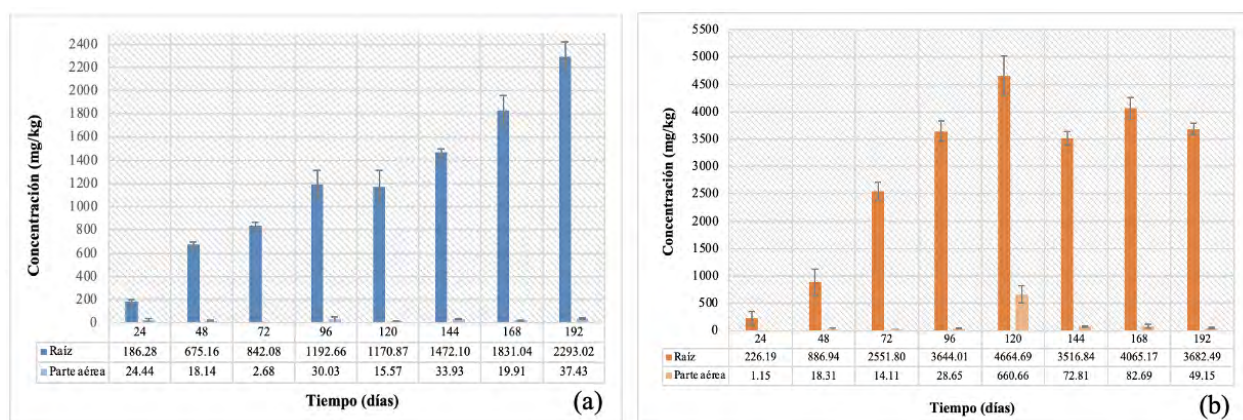 Concentración (mg/kg)
2400
2200
2000
1800
1600
1400
1200
1000
800
600
400
200
0
24 48 72 96 120 144 168 192
Raíz 186.28 675.16 842.08 1192.66 1170.87 1472.10 1831.04 2293.02
Parte aérea 24.44 18.14 2.68 30.03 15.57 33.93 19.91 37.43
Tiempo (días)
(a)
Concentración (mg/kg)
5500
5000
4500
4000
3500
3000
2500
2000
1500
1000
500
0
24 48 72 96 120 144 168 192
Raíz 226.19 886.94 2551.80 3644.01 4664.69 3516.84 4065.17 3682.49
Parte aérea 1.15 18.31 14.11 28.65 660.66 72.81 82.69 49.15
Tiempo (días)
(b)